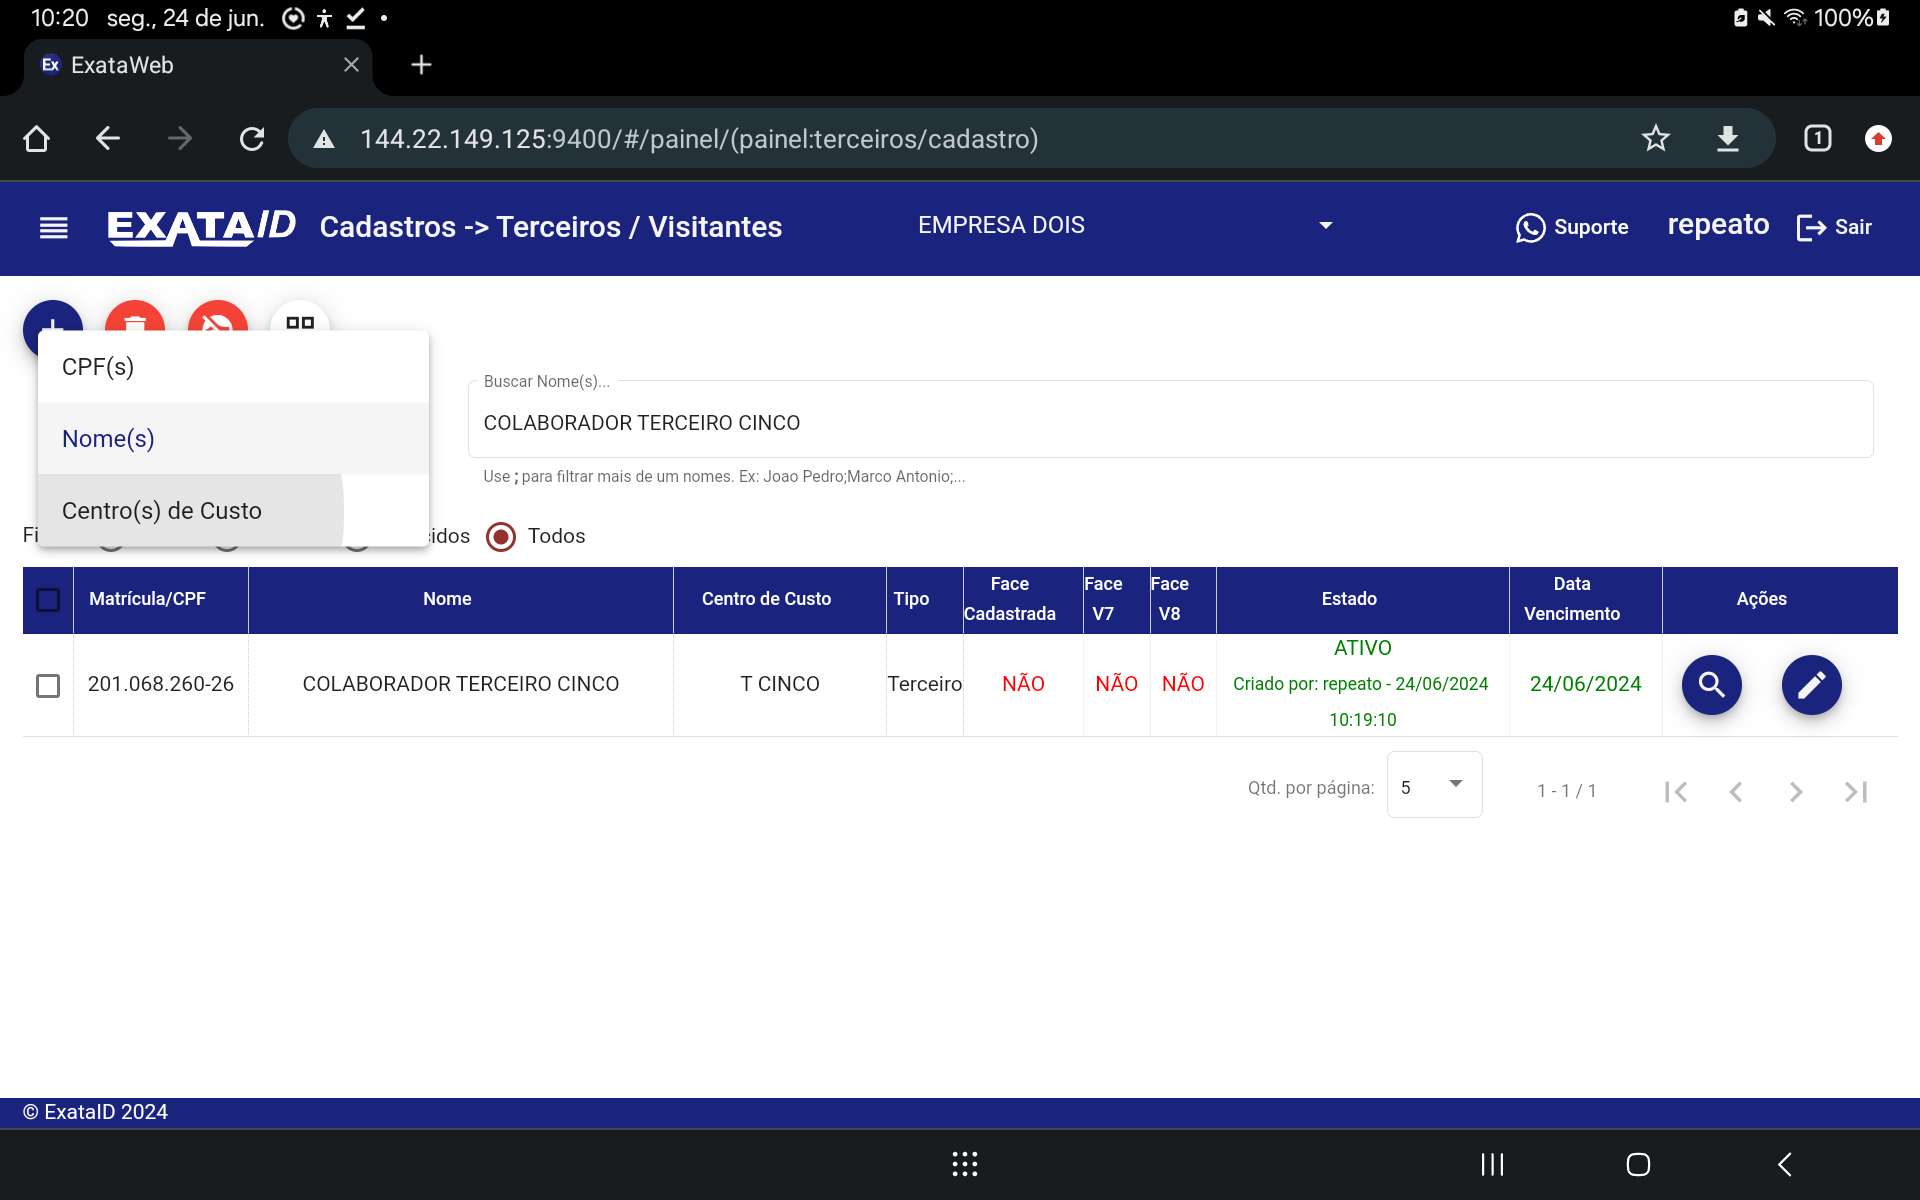 10:20 seg., 24 de jun. 100%
Ex ExataWeb
144.22.149.125:9400/#/painel/(painel:terceiros/cadastro) 1
EXATAID Cadastros -> Terceiros / Visitantes EMPRESA DOIS Suporte repeato Sair
CPF(s)
Nome(s)
Centro(s) de Custo
Buscar Nome(s)...
COLABORADOR TERCEIRO CINCO
Use ; para filtrar mais de um nomes. Ex: Joao Pedro;Marco Antonio;...
Fi cidos Todos
Matrícula/CPF Nome Centro de Custo Tipo Face Cadastrada Face V7 Face V8 Estado Data Vencimento Ações
201.068.260-26 COLABORADOR TERCEIRO CINCO T CINCO Terceiro NÃO NÃO NÃO ATIVO
Criado por: repeato - 24/06/2024
10:19:10
24/06/2024
Qtd. por página: 5 1 - 1 / 1
© ExataID 2024